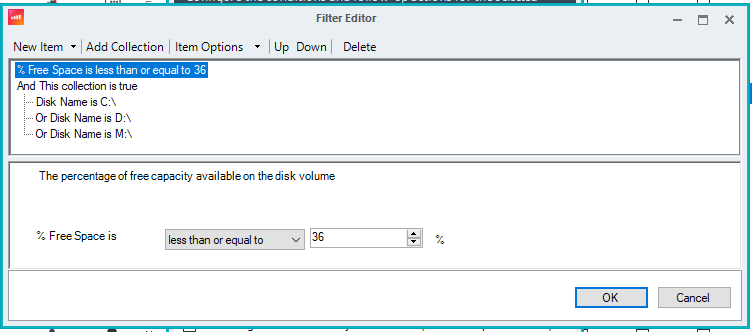 Filter Editor
New Item Add Collection Item Options Up Down Delete
% Free Space is less than or equal to 36
And This collection is true
Disk Name is C:\
Or Disk Name is D:\
Or Disk Name is M:\
The percentage of free capacity available on the disk volume
% Free Space is less than or equal to 36 %
OK Cancel